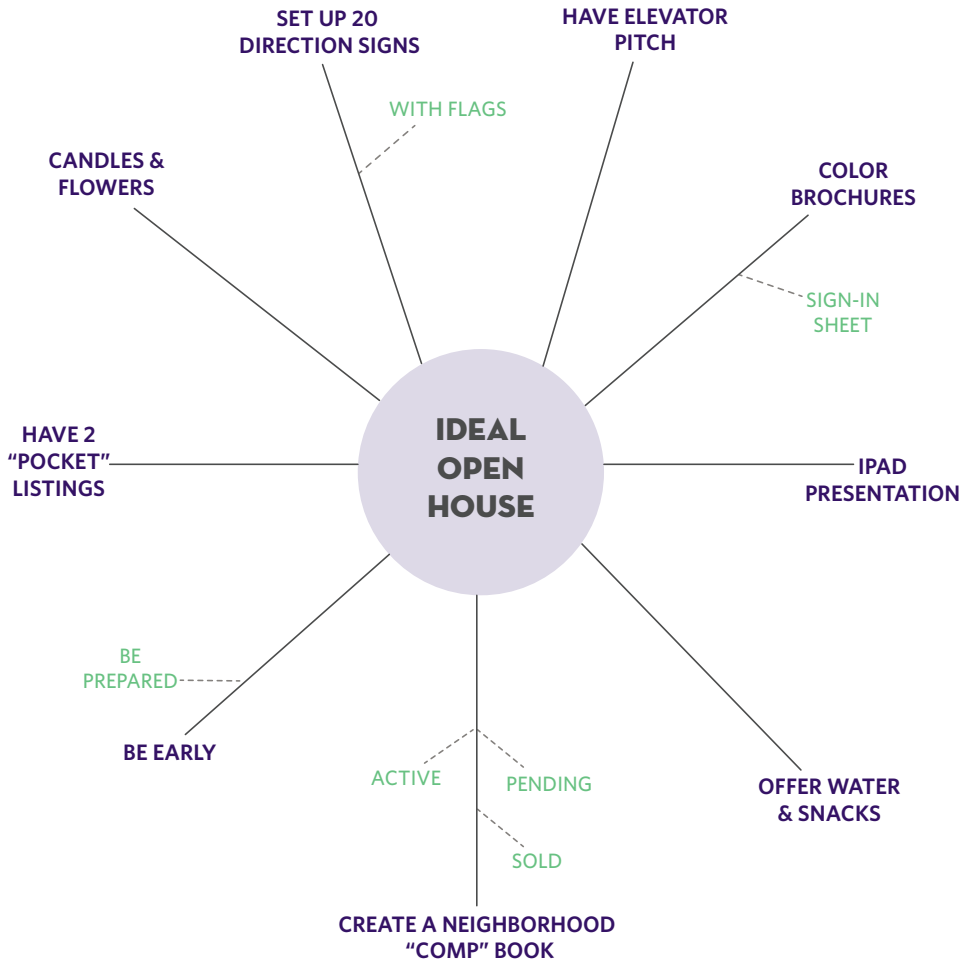 SET UP 20
DIRECTION SIGNS
HAVE ELEVATOR
PITCH
WITH FLAGS
CANDLES &
FLOWERS
COLOR
BROCHURES
SIGN-IN
SHEET
IDEAL
OPEN
HOUSE
HAVE 2
“POCKET”
LISTINGS
IPAD
PRESENTATION
BE
PREPARED
BE EARLY
ACTIVE
PENDING
SOLD
OFFER WATER
& SNACKS
CREATE A NEIGHBORHOOD
“COMP” BOOK